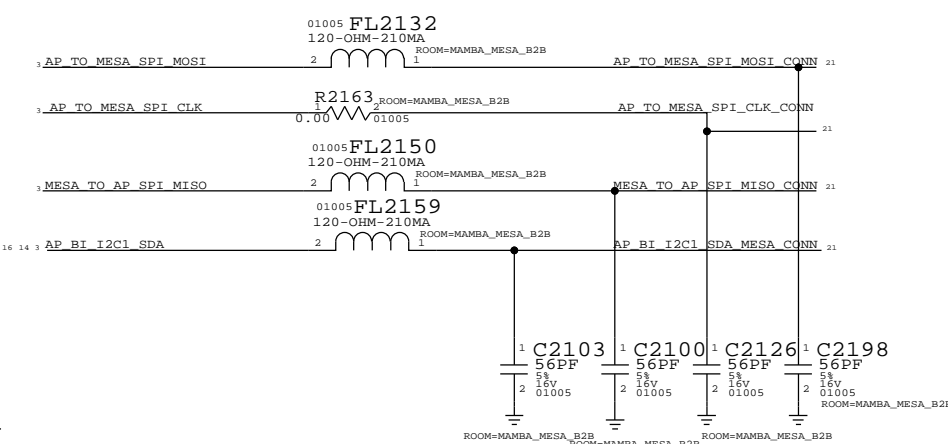 01005 FL2132
120-OHM-210MA
ROOM=MAMBA_MESA_B2B
3 AP_TO_MESA_SPI_MOSI 2 1 AP_TO_MESA_SPI_MOSI_CONN 21
R2163
ROOM=MAMBA_MESA_B2B
3 AP_TO_MESA_SPI_CLK 1 2 AP_TO_MESA_SPI_CLK_CONN
0.00 01005
21
01005 FL2150
120-OHM-210MA
ROOM=MAMBA_MESA_B2B
3 MESA_TO_AP_SPI_MISO 2 1 MESA_TO_AP_SPI_MISO_CONN 21
01005 FL2159
120-OHM-210MA
ROOM=MAMBA_MESA_B2B
16 14 3 AP_BI_I2C1_SDA 2 1 AP_BI_I2C1_SDA_MESA_CONN 21
1 C2103 1 C2100 1 C2126 1 C2198
56PF 56PF 56PF 56PF
5% 5% 5% 5%
2 16V 2 16V 2 16V 2 16V
01005 01005 01005 01005
ROOM=MAMBA_MESA_B2B
ROOM=MAMBA_MESA_B2B ROOM=MAMBA_MESA_B2B
ROOM=MAMBA_MESA_B2B